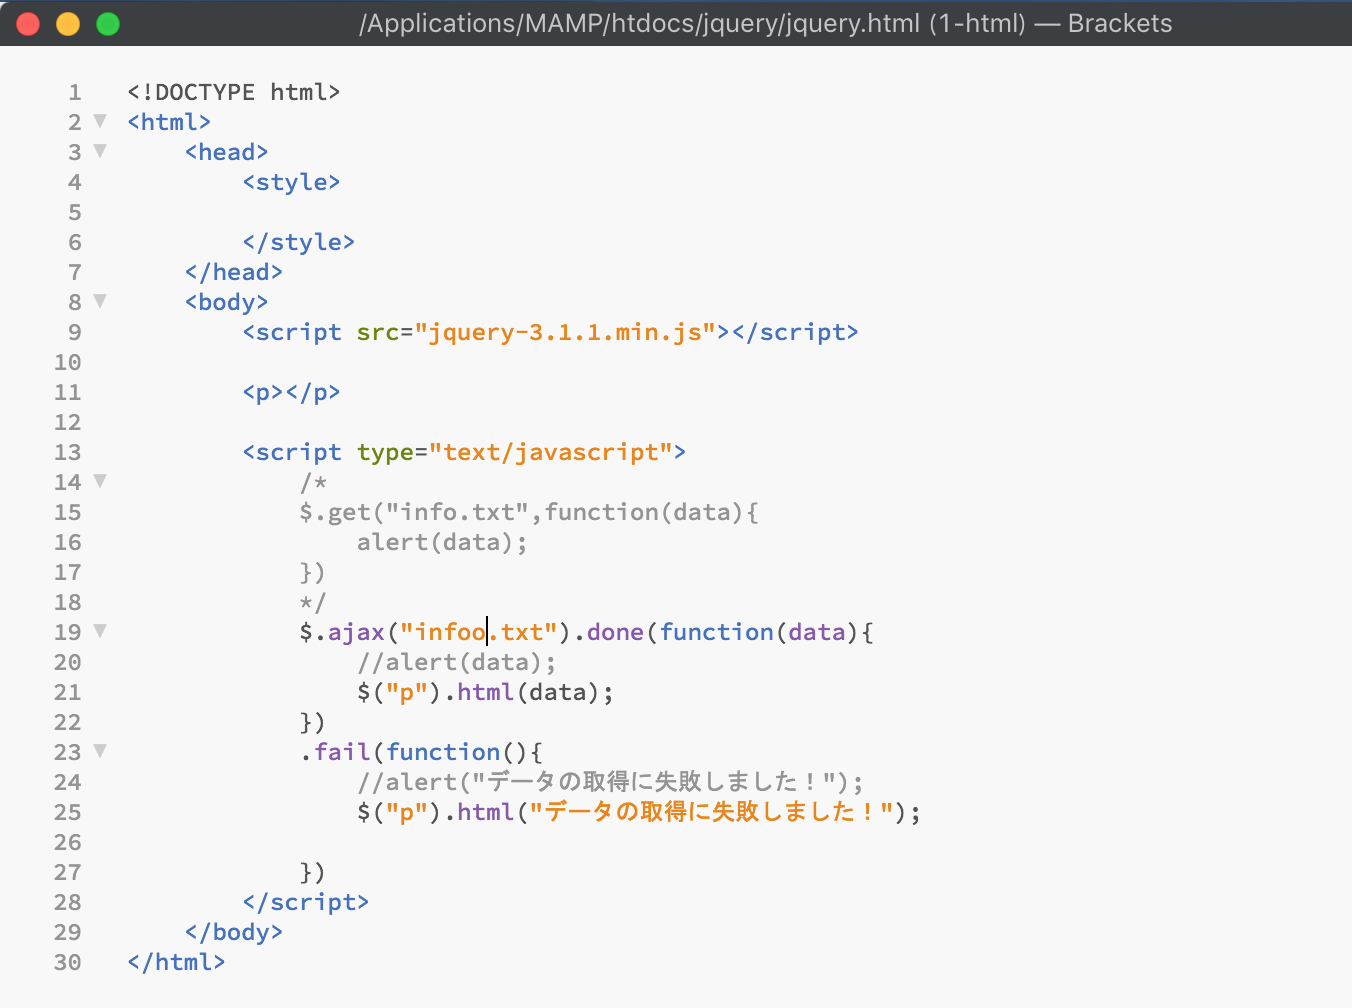 /Applications/MAMP/htdocs/jquery/jquery.html (1-html) — Brackets
1 <!DOCTYPE html>
2 <html>
3 <head>
4 <style>
5
6 </style>
7 </head>
8 <body>
9 <script src="jquery-3.1.1.min.js"></script>
10
11 <p></p>
12
13 <script type="text/javascript">
14 /*
15 $.get("info.txt",function(data){
16 alert(data);
17 })
18 */
19 $.ajax("infoo.txt").done(function(data){
20 //alert(data);
21 $("p").html(data);
22 })
23 .fail(function(){
24 //alert("データの取得に失敗しました！");
25 $("p").html("データの取得に失敗しました！");
26
27 })
28 </script>
29 </body>
30 </html>